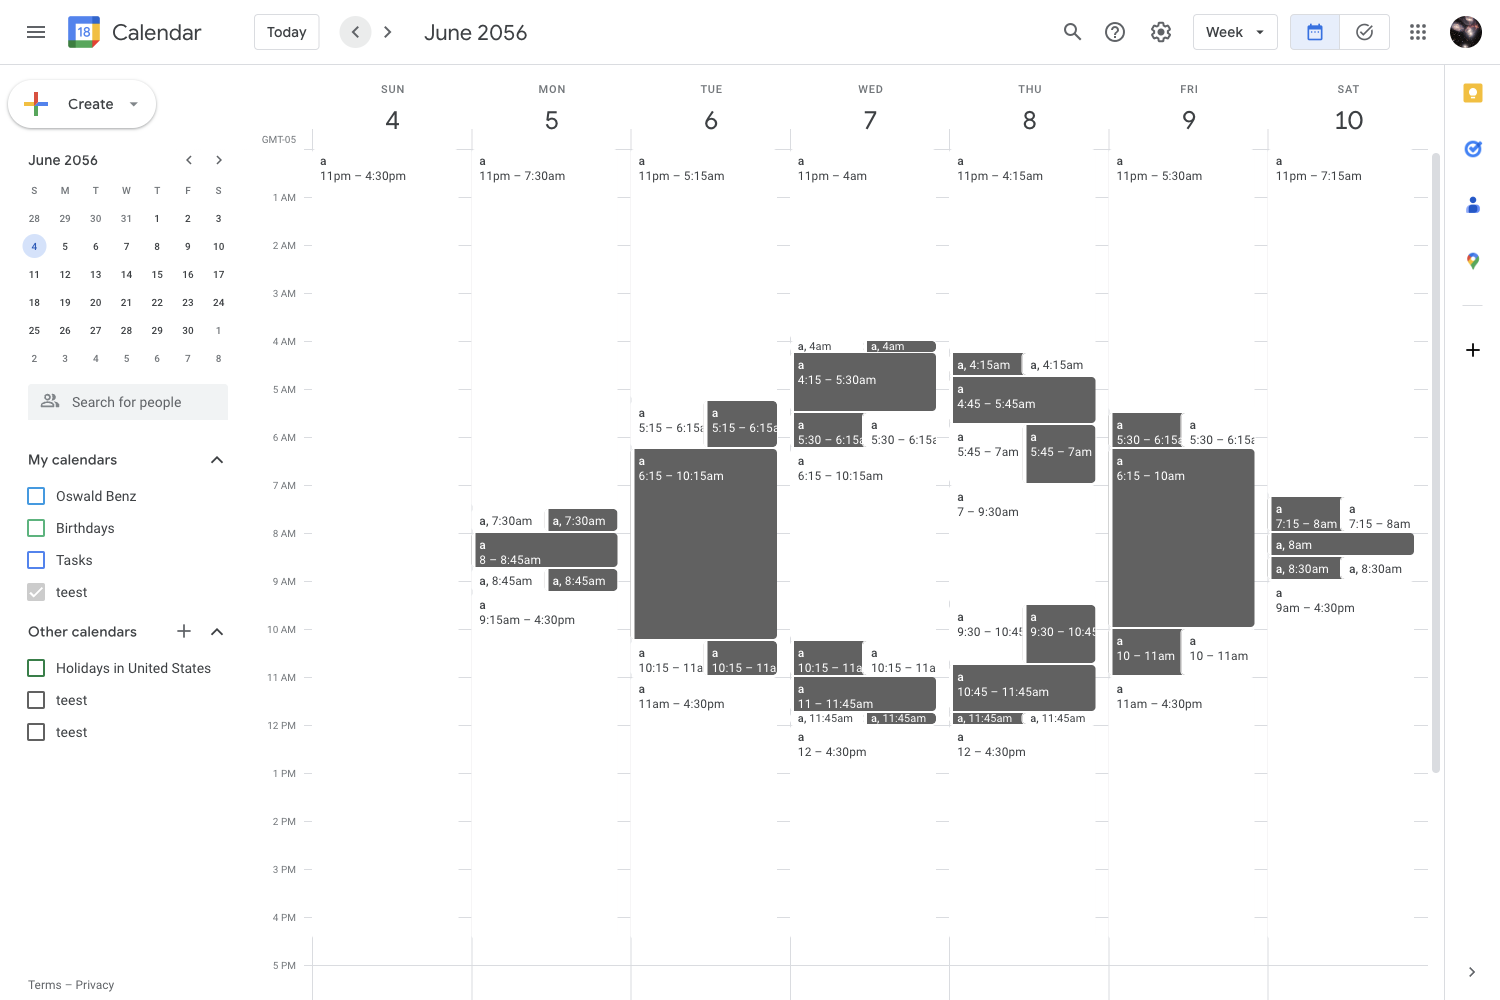 18 Calendar Today June 2056 Week
Create
SUN MON TUE WED THU FRI SAT
4 5 6 7 8 9 10
GMT-05
June 2056
S M T W T F S
28 29 30 31 1 2 3
4 5 6 7 8 9 10
11 12 13 14 15 16 17
18 19 20 21 22 23 24
25 26 27 28 29 30 1
2 3 4 5 6 7 8
Search for people
My calendars
Oswald Benz
Birthdays
Tasks
teest
Other calendars
Holidays in United States
teest
teest
Terms – Privacy
1 AM
2 AM
3 AM
4 AM
5 AM
6 AM
7 AM
8 AM
9 AM
10 AM
11 AM
12 PM
1 PM
2 PM
3 PM
4 PM
5 PM
a
11pm – 4:30pm
a
11pm – 7:30am
a, 7:30am
a, 7:30am
a
8 – 8:45am
a, 8:45am
a, 8:45am
a
9:15am – 4:30pm
a
11pm – 5:15am
a
5:15 – 6:15a
a
5:15 – 6:15a
a
6:15 – 10:15am
a
10:15 – 11a
a
10:15 – 11a
a
11am – 4:30pm
a
11pm – 4am
a, 4am
a, 4am
a
4:15 – 5:30am
a
5:30 – 6:15a
a
5:30 – 6:15a
a
6:15 – 10:15am
a
10:15 – 11a
a
10:15 – 11a
a
11 – 11:45am
a, 11:45am
a, 11:45am
a
12 – 4:30pm
a
11pm – 4:15am
a, 4:15am
a, 4:15am
a
4:45 – 5:45am
a
5:45 – 7am
a
5:45 – 7am
a
7 – 9:30am
a
9:30 – 10:45
a
9:30 – 10:45
a
10:45 – 11:45am
a, 11:45am
a, 11:45am
a
12 – 4:30pm
a
11pm – 5:30am
a
5:30 – 6:15a
a
5:30 – 6:15a
a
6:15 – 10am
a
10 – 11am
a
10 – 11am
a
11am – 4:30pm
a
11pm – 7:15am
a
7:15 – 8am
a
7:15 – 8am
a, 8am
a, 8:30am
a, 8:30am
a
9am – 4:30pm